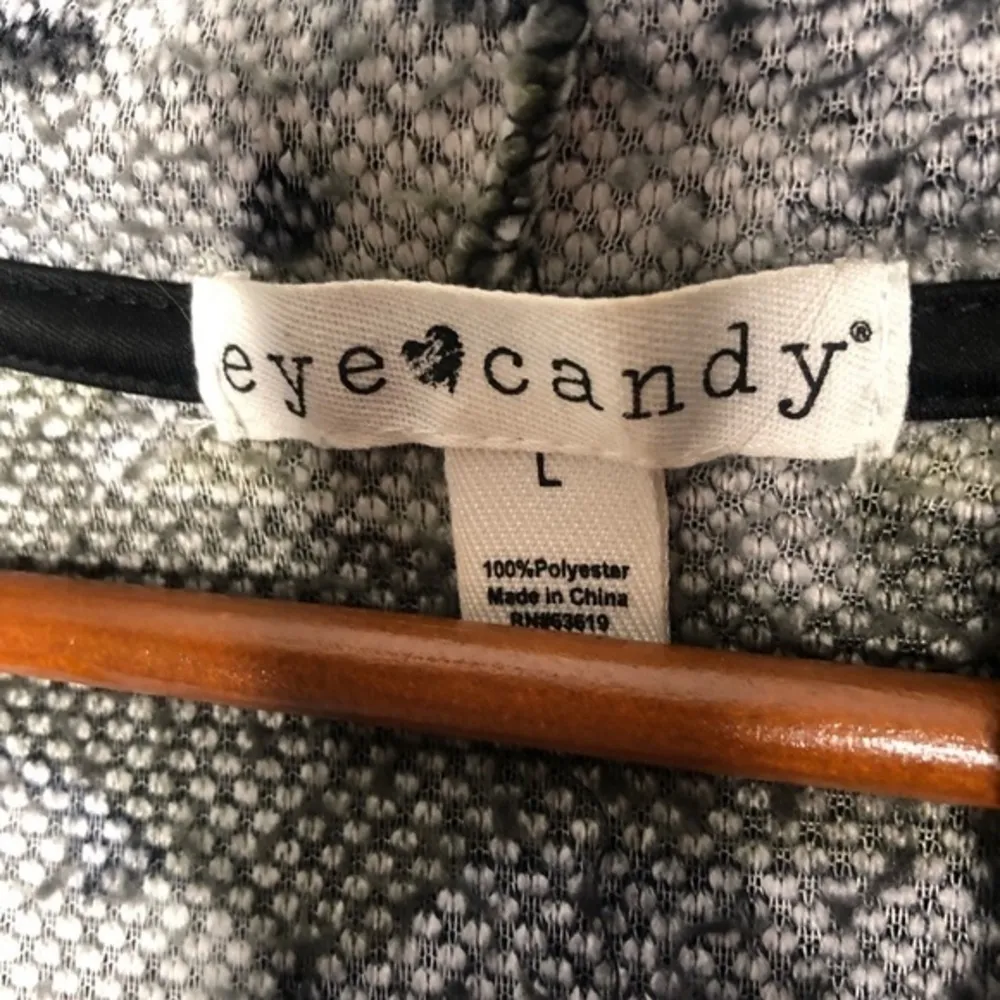 eye candy®
L
100%Polyester
Made in China
RN#63619